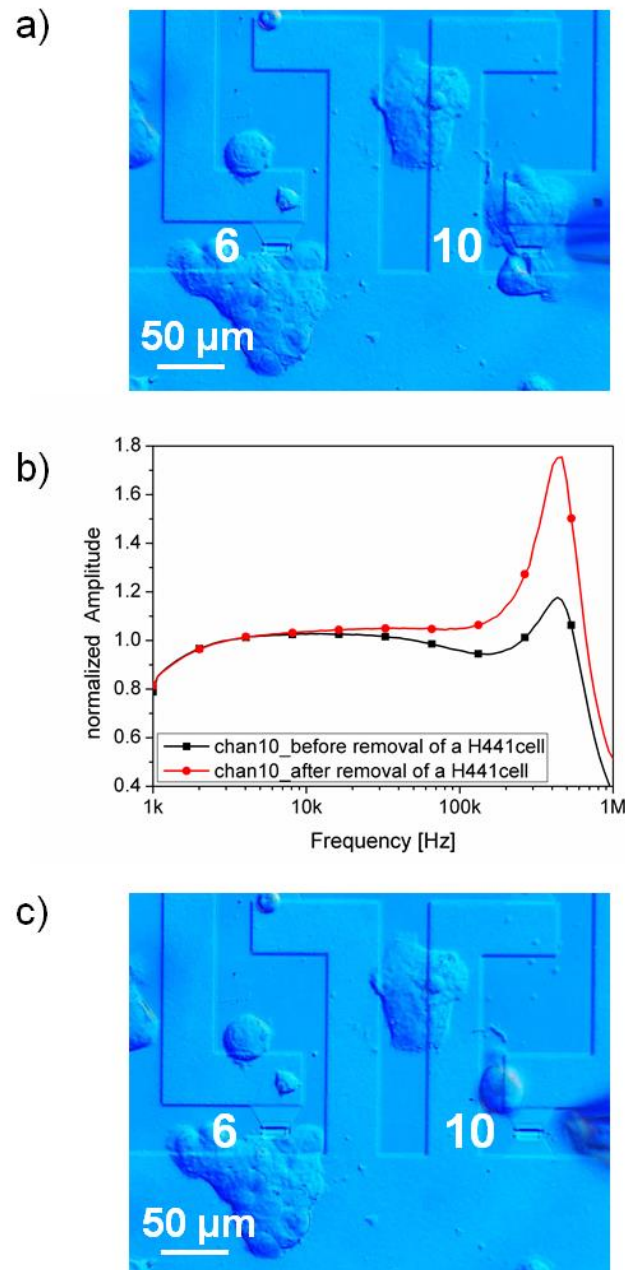 a)
6
10
50 µm
b)
1.8
1.6
1.4
1.2
1.0
0.8
0.6
0.4
normalized Amplitude
chan10_before removal of a H441cell
chan10_after removal of a H441cell
1k
10k
100k
1M
Frequency [Hz]
c)
6
10
50 µm